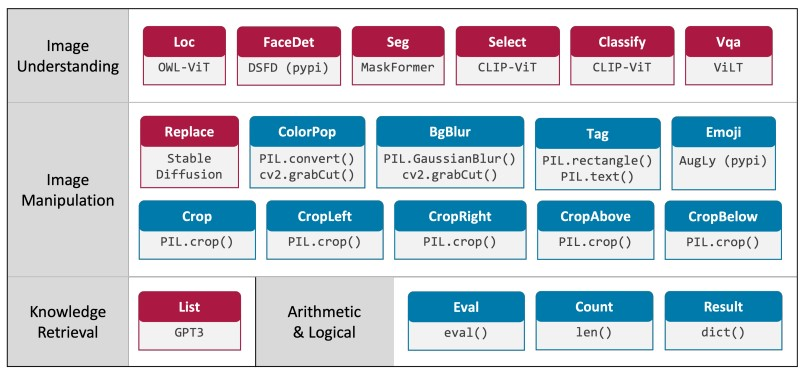 Image
Understanding
Loc
OWL-ViT
FaceDet
DSFD (pypi)
Seg
MaskFormer
Select
CLIP-ViT
Classify
CLIP-ViT
Vqa
ViLT
Image
Manipulation
Replace
Stable
Diffusion
ColorPop
PIL.convert()
cv2.grabCut()
BgBlur
PIL.GaussianBlur()
cv2.grabCut()
Tag
PIL.rectangle()
PIL.text()
Emoji
AugLy (pypi)
Crop
PIL.crop()
CropLeft
PIL.crop()
CropRight
PIL.crop()
CropAbove
PIL.crop()
CropBelow
PIL.crop()
Knowledge
Retrieval
List
GPT3
Arithmetic
& Logical
Eval
eval()
Count
len()
Result
dict()